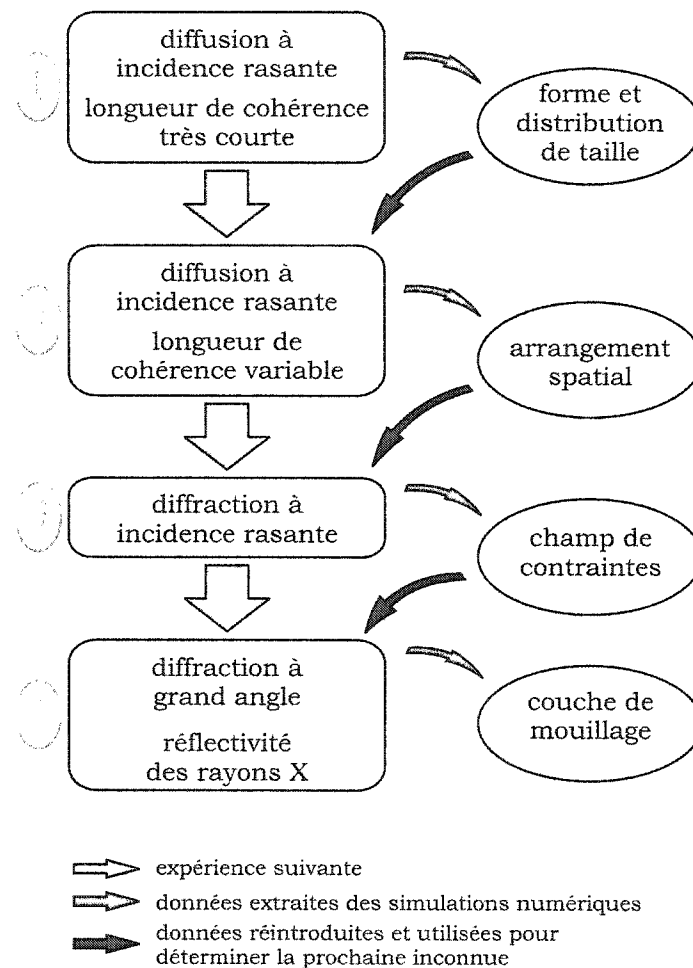 1
diffusion à
incidence rasante
longueur de cohérence
très courte
forme et
distribution
de taille
diffusion à
incidence rasante
longueur de
cohérence variable
arrangement
spatial
3
diffraction à
incidence rasante
champ de
contraintes
diffraction à
grand angle
réflectivité
des rayons X
couche de
mouillage
expérience suivante
données extraites des simulations numériques
données réintroduites et utilisées pour
déterminer la prochaine inconnue